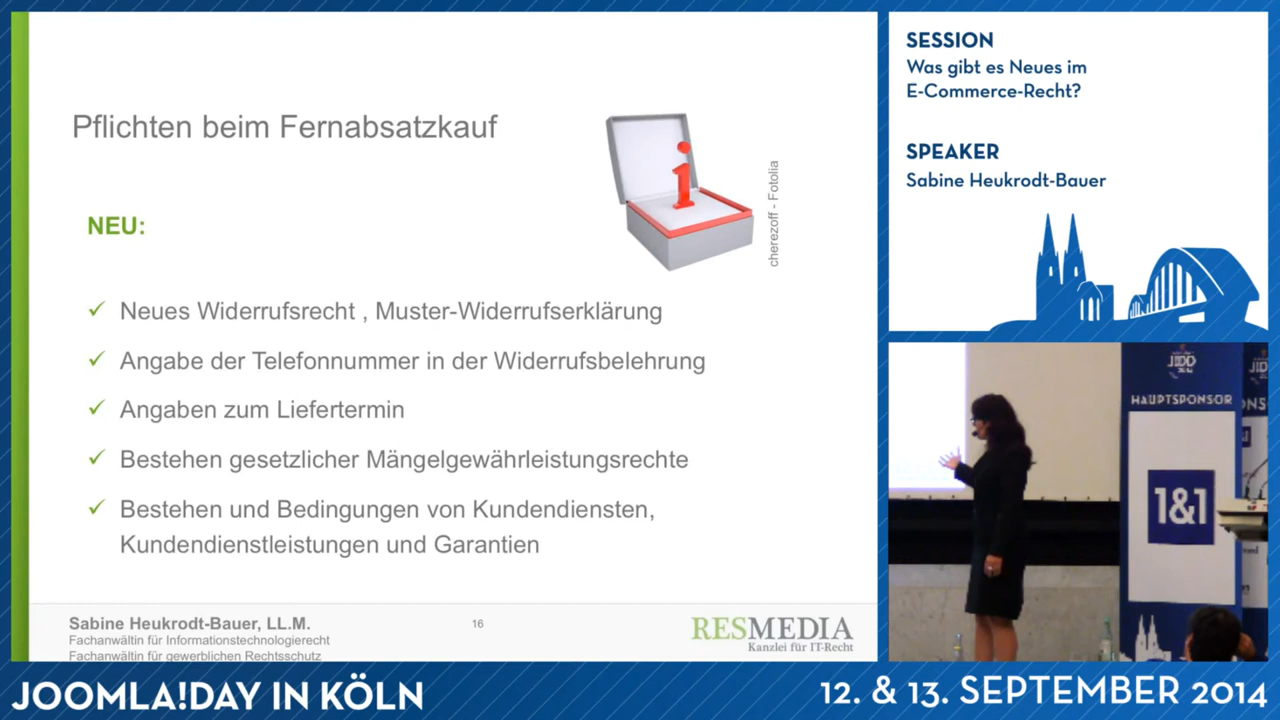 Pflichten beim Fernabsatzkauf
cherezoff - Fotolia
NEU:
✓ Neues Widerrufsrecht , Muster-Widerrufserklärung
✓ Angabe der Telefonnummer in der Widerrufsbelehrung
✓ Angaben zum Liefertermin
✓ Bestehen gesetzlicher Mängelgewährleistungsrechte
✓ Bestehen und Bedingungen von Kundendiensten,
Kundendienstleistungen und Garantien
Sabine Heukrodt-Bauer, LL.M.
Fachanwältin für Informationstechnologierecht
Fachanwältin für gewerblichen Rechtsschutz
16
RESMEDIA
Kanzlei für IT-Recht
SESSION
Was gibt es Neues im
E-Commerce-Recht?
SPEAKER
Sabine Heukrodt-Bauer
HAUPTSPONSOR
1&1
JOOMLA!DAY IN KÖLN
12. & 13. SEPTEMBER 2014